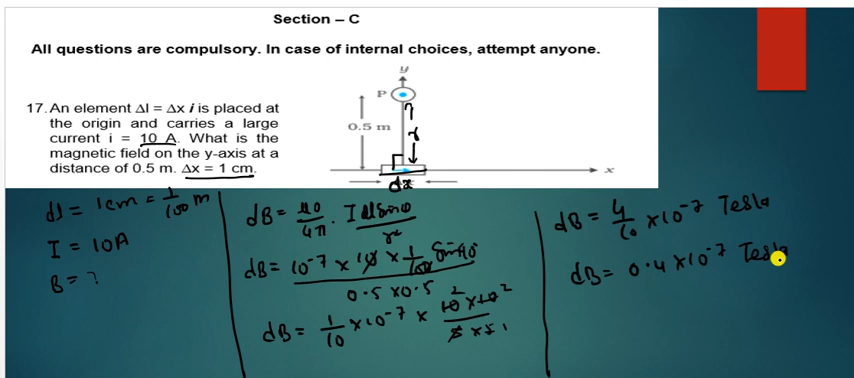 Section – C
All questions are compulsory. In case of internal choices, attempt anyone.
17. An element Δl = Δx i is placed at
the origin and carries a large
current i = 10 A. What is the
magnetic field on the y-axis at a
distance of 0.5 m. Δx = 1 cm.
y
P
0.5 m
r
x
dx
dl = 1cm = 1/100 m
I = 10A
B = ?
dB = μ0/4π . I dl sinθ / r²
dB = 10⁻⁷ × 10 × 1/100 sin 90° / 0.5 × 0.5
dB = 1/10 × 10⁻⁷ × 10 × 10 / 5 × 5
2 2
1
dB = 4/10 × 10⁻⁷ Tesla
dB = 0.4 × 10⁻⁷ Tesla